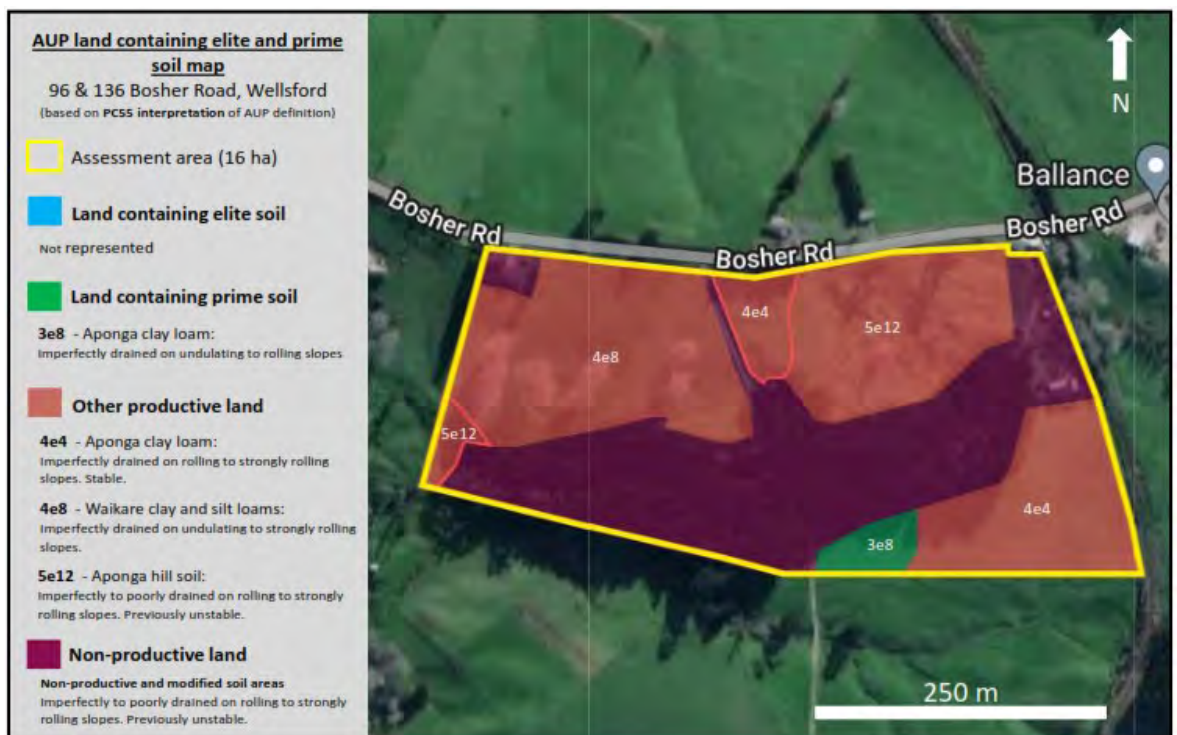 AUP land containing elite and prime
soil map
96 & 136 Bosher Road, Wellsford
(based on PCSS interpretation of AUP definition)
Assessment area (16 ha)
Land containing elite soil
Not represented
Land containing prime soil
3e8 - Aponga clay loam:
Imperfectly drained on undulating to rolling slopes
Other productive land
4e4 - Aponga clay loam:
Imperfectly drained on rolling to strongly rolling
slopes. Stable.
4e8 - Waikare clay and silt loams:
Imperfectly drained on undulating to strongly rolling
slopes.
5e12 - Aponga hill soil:
Imperfectly to poorly drained on rolling to strongly
rolling slopes. Previously unstable.
Non-productive land
Non-productive and modified soil areas
Imperfectly to poorly drained on rolling to strongly
rolling slopes. Previously unstable.
N
Ballance
Bosher Rd
Bosher Rd
Bosher Rd
4e4
5e12
4e8
5e12
4e4
3e8
250 m